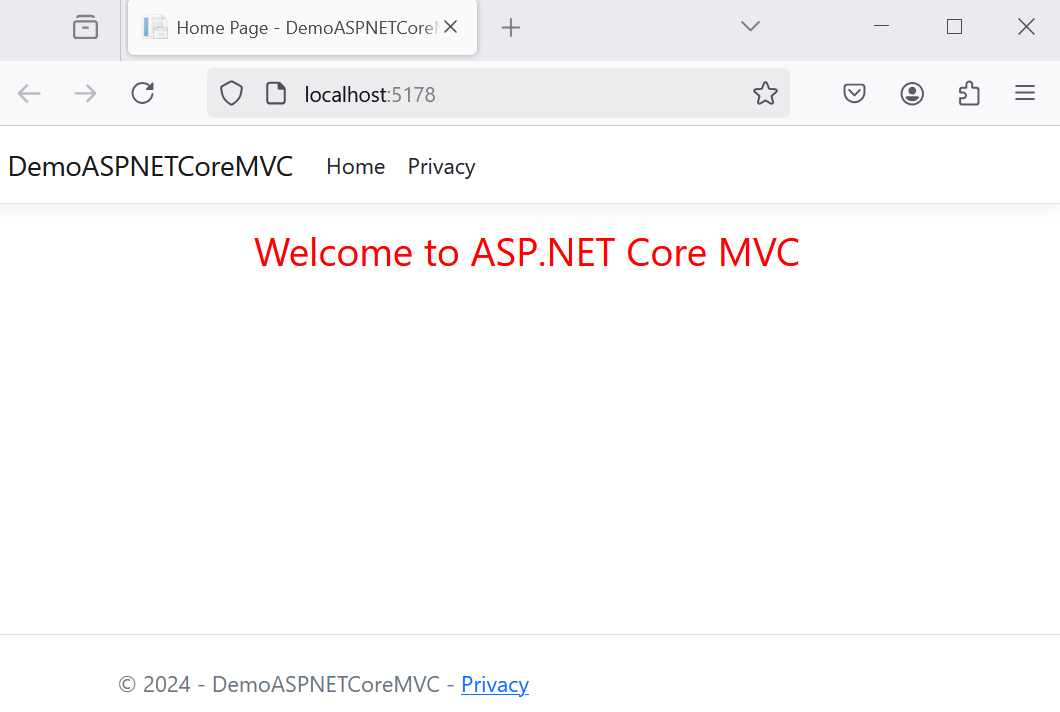 Home Page - DemoASPNETCore
localhost:5178
DemoASPNETCoreMVC Home Privacy
Welcome to ASP.NET Core MVC
© 2024 - DemoASPNETCoreMVC - Privacy